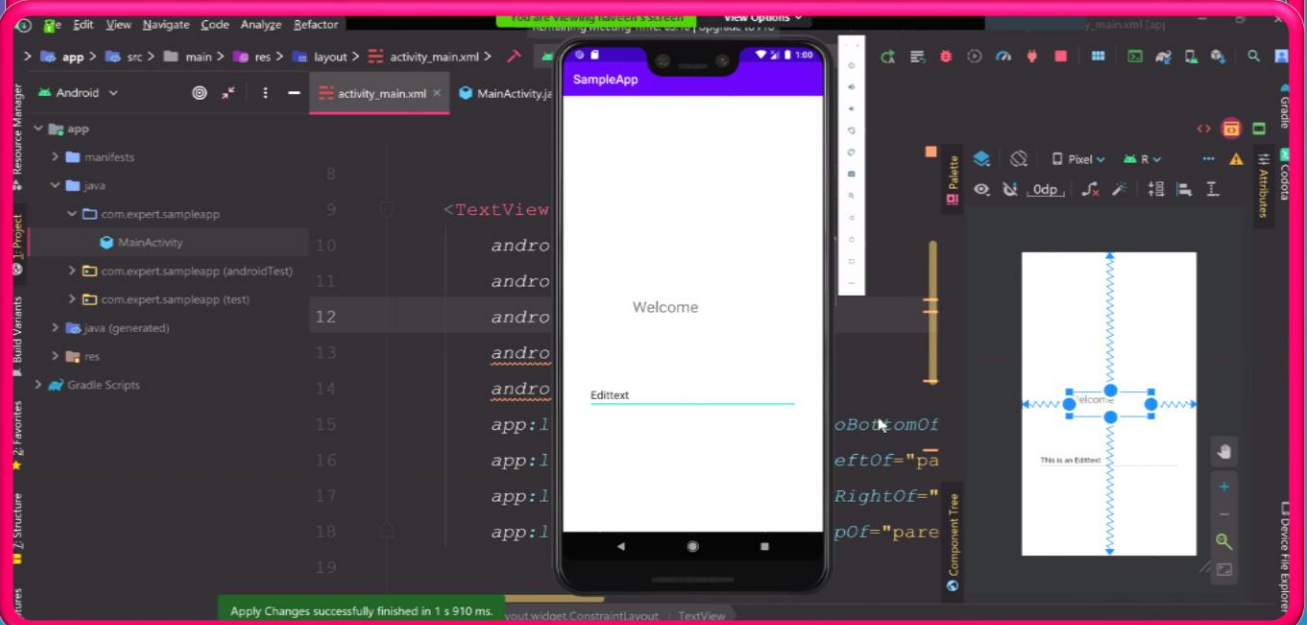 File Edit View Navigate Code Analyze Refactor
You are viewing naveen's screen View Options
app > src > main > res > layout > activity_main.xml >
1:00
SampleApp
Android
activity_main.xml
MainActivity.ja
app
manifests
java
com.expert.sampleapp
MainActivity
com.expert.sampleapp (androidTest)
com.expert.sampleapp (test)
java (generated)
res
Gradle Scripts
Resource Manager
1: Project
Build Variants
2: Favorites
7: Structure
8
9 <TextView
10 andro
11 andro
12 andro
13 andro
14 andro
15 app:l oBottomOf
16 app:l eftOf="pa
17 app:l RightOf="
18 app:l pOf="pare
19
Welcome
Edittext
Palette
Component Tree
Pixel R
0dp
Attributes
Gradle
Codota
Device File Explorer
This is an Edittext
Apply Changes successfully finished in 1 s 910 ms.
yout.widget.ConstraintLayout > TextView